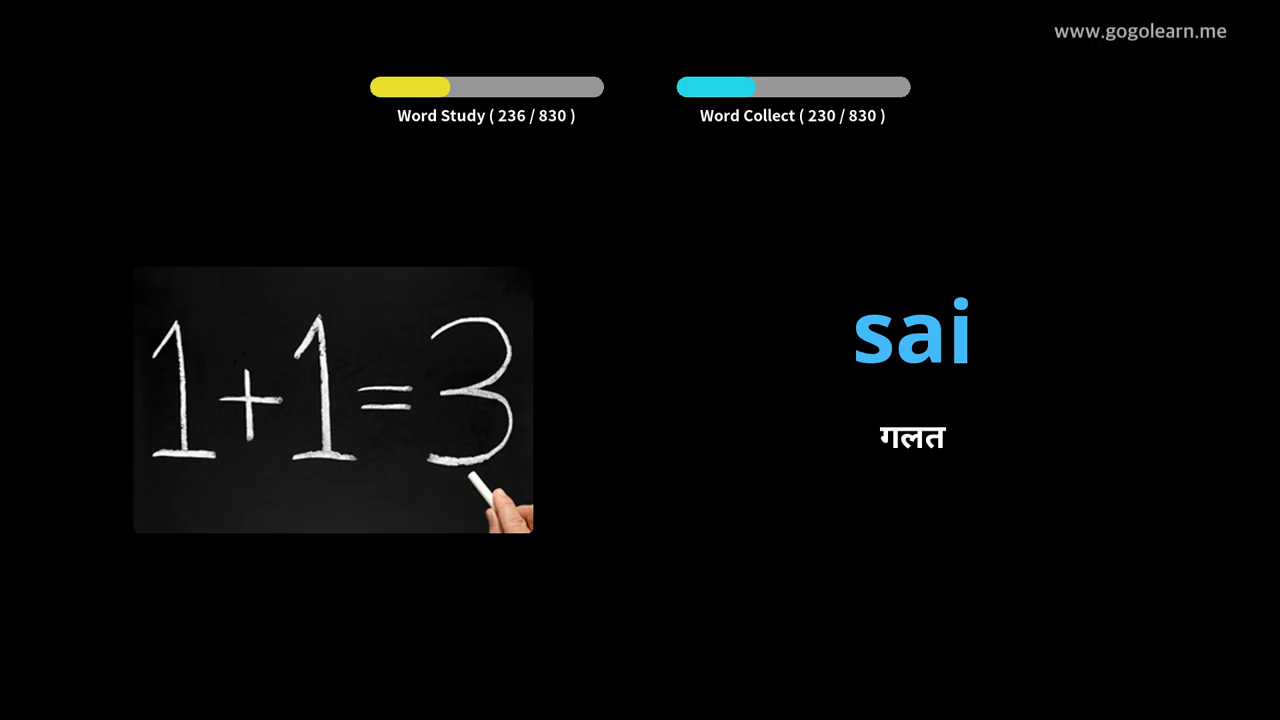 www.gogolearn.me
Word Study ( 236 / 830 )
Word Collect ( 230 / 830 )
1+1=3
sai
गलत